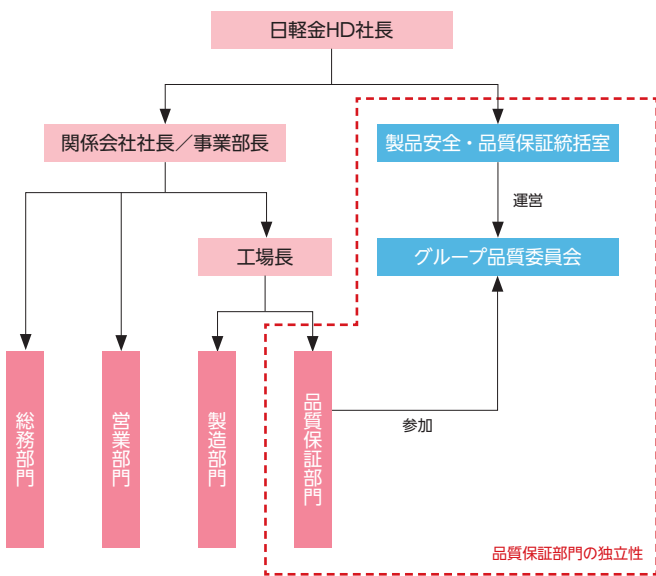 日軽金HD社長
関係会社社長／事業部長
製品安全・品質保証統括室
運営
工場長
グループ品質委員会
総務部門
営業部門
製造部門
品質保証部門
参加
品質保証部門の独立性